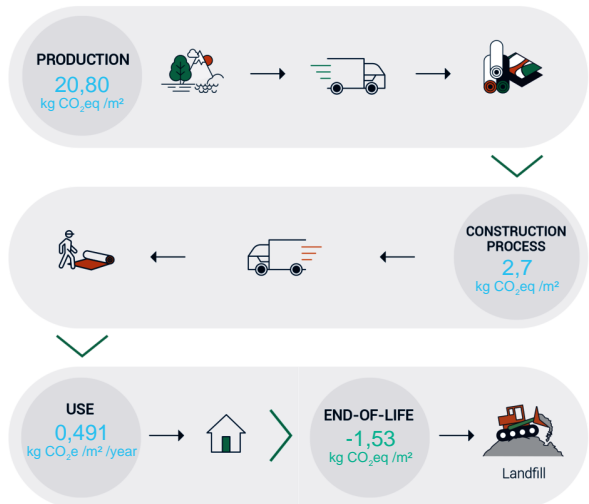 PRODUCTION
20,80
kg CO₂eq /m²
CONSTRUCTION
PROCESS
2,7
kg CO₂eq /m²
USE
0,491
kg CO₂e /m² /year
END-OF-LIFE
-1,53
kg CO₂eq /m²
Landfill